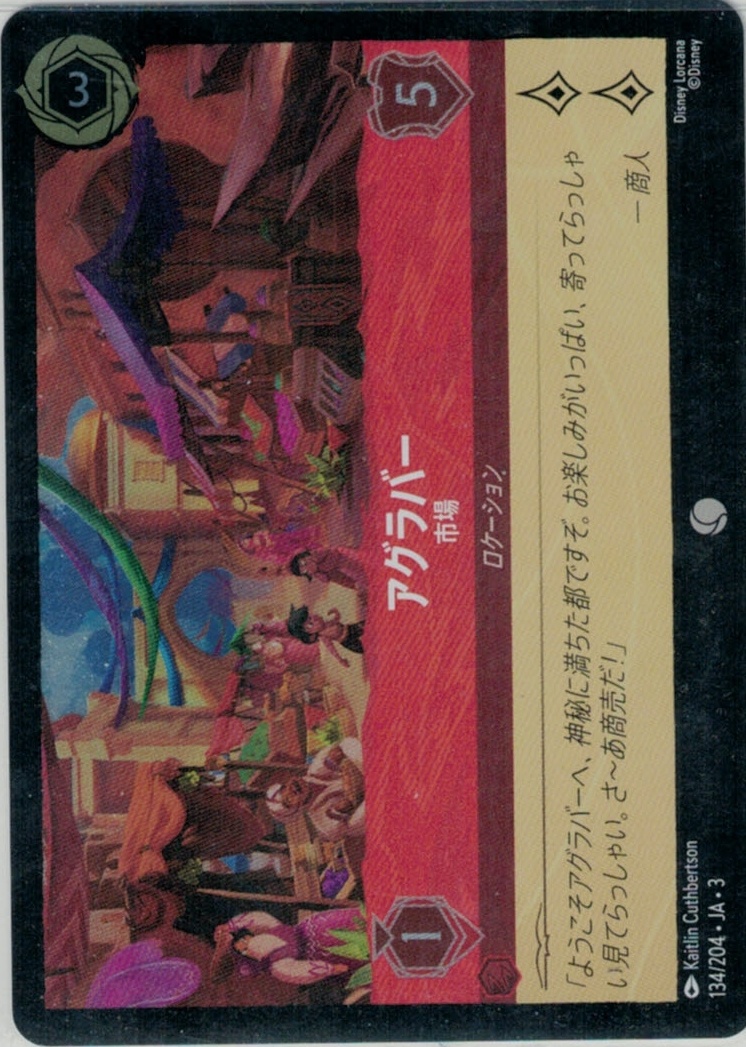 3
アグラバー
市場
1
5
ロケーション
「ようこそアグラバーへ、神秘に満ちた都ですぞ。お楽しみがいっぱい、寄ってらっしゃ
い見てらっしゃい。さ～あ商売だ！」
ー商人
Kaitlin Cuthbertson
134/204・JA・3
Disney Lorcana
©Disney